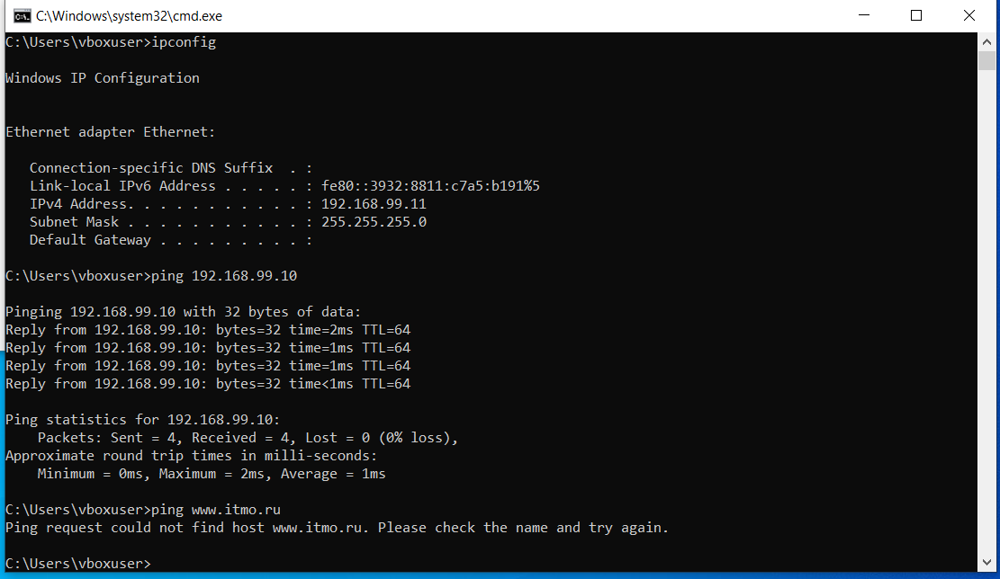 C:\Windows\system32\cmd.exe
C:\Users\vboxuser>ipconfig
Windows IP Configuration
Ethernet adapter Ethernet:
Connection-specific DNS Suffix  . :
Link-local IPv6 Address . . . . . : fe80::3932:8811:c7a5:b191%5
IPv4 Address. . . . . . . . . . . : 192.168.99.11
Subnet Mask . . . . . . . . . . . : 255.255.255.0
Default Gateway . . . . . . . . . :
C:\Users\vboxuser>ping 192.168.99.10
Pinging 192.168.99.10 with 32 bytes of data:
Reply from 192.168.99.10: bytes=32 time=2ms TTL=64
Reply from 192.168.99.10: bytes=32 time=1ms TTL=64
Reply from 192.168.99.10: bytes=32 time=1ms TTL=64
Reply from 192.168.99.10: bytes=32 time<1ms TTL=64
Ping statistics for 192.168.99.10:
Packets: Sent = 4, Received = 4, Lost = 0 (0% loss),
Approximate round trip times in milli-seconds:
Minimum = 0ms, Maximum = 2ms, Average = 1ms
C:\Users\vboxuser>ping www.itmo.ru
Ping request could not find host www.itmo.ru. Please check the name and try again.
C:\Users\vboxuser>